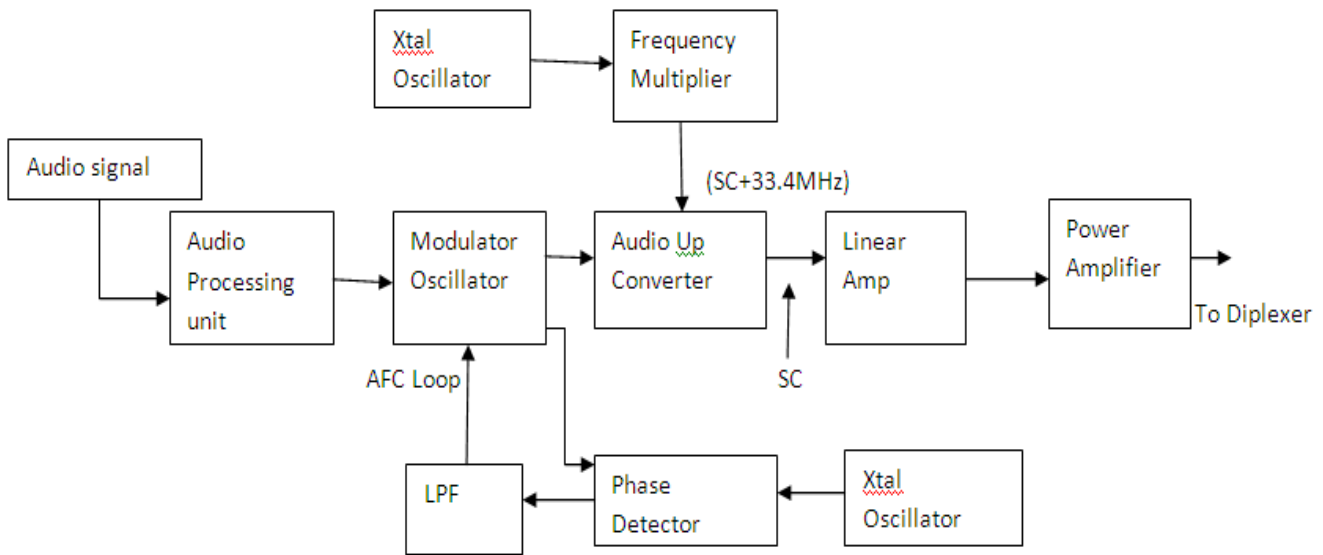 Xtal
Oscillator
Frequency
Multiplier
Audio signal
(SC+33.4MHz)
Audio
Processing
unit
Modulator
Oscillator
Audio Up
Converter
Linear
Amp
Power
Amplifier
To Diplexer
AFC Loop
SC
LPF
Phase
Detector
Xtal
Oscillator